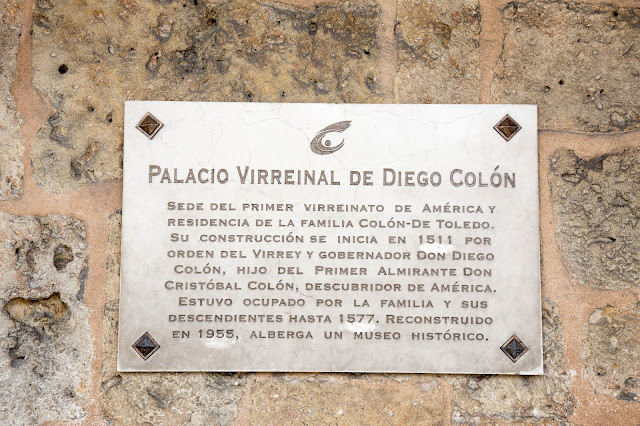 PALACIO VIRREINAL DE DIEGO COLÓN
SEDE DEL PRIMER VIRREINATO DE AMÉRICA Y
RESIDENCIA DE LA FAMILIA COLÓN-DE TOLEDO.
SU CONSTRUCCIÓN SE INICIA EN 1511 POR
ORDEN DEL VIRREY Y GOBERNADOR DON DIEGO
COLÓN, HIJO DEL PRIMER ALMIRANTE DON
CRISTÓBAL COLÓN, DESCUBRIDOR DE AMÉRICA.
ESTUVO OCUPADO POR LA FAMILIA Y SUS
DESCENDIENTES HASTA 1577. RECONSTRUIDO
EN 1955, ALBERGA UN MUSEO HISTÓRICO.